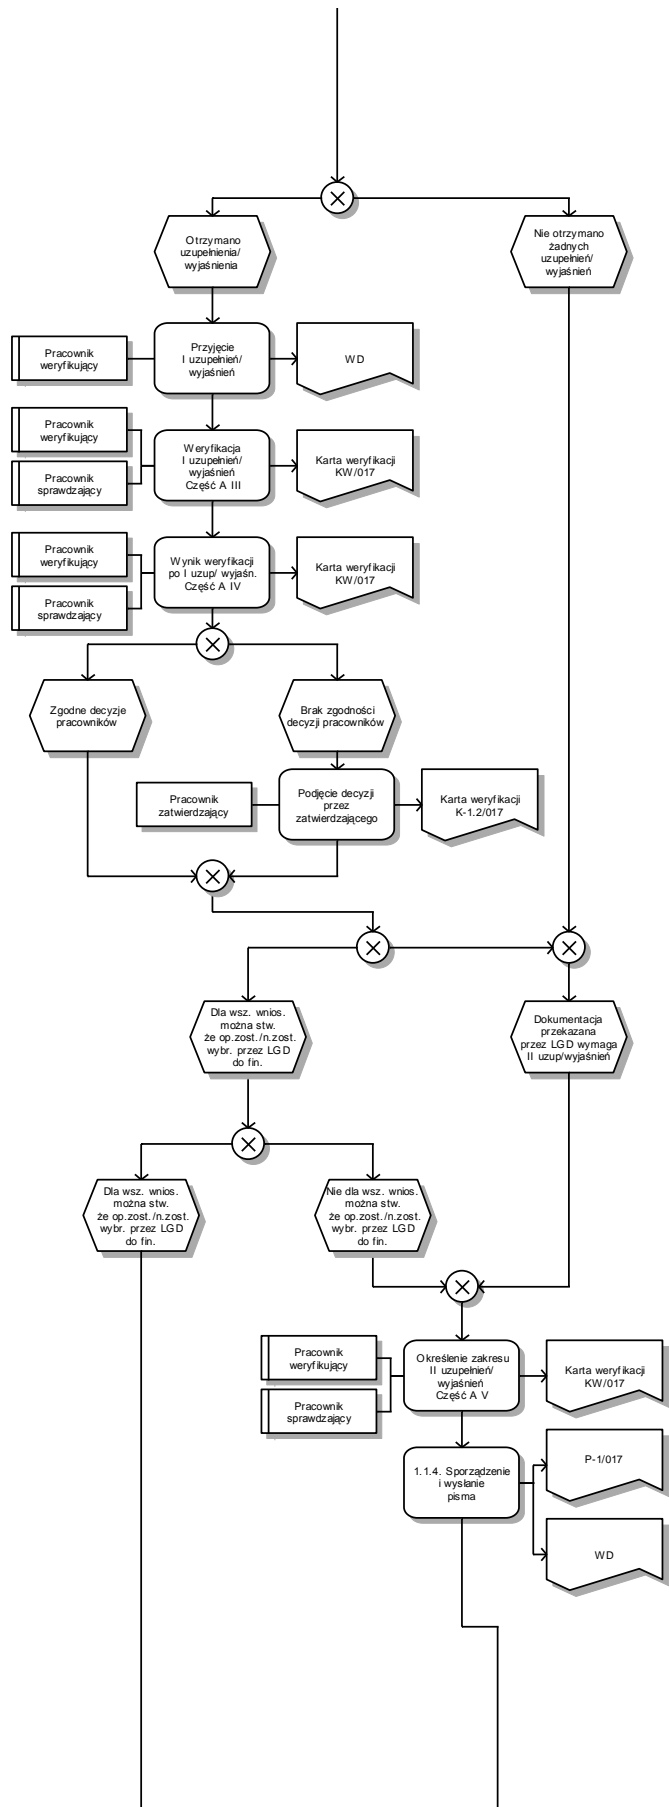 Otrzymano
uzupełnienia/
wyjaśnienia
Nie otrzymano
żadnych
uzupełnień/
wyjaśnień
Pracownik
weryfikujący
Przyjęcie
I uzupełnień/
wyjaśnień
WD
Pracownik
weryfikujący
Pracownik
sprawdzający
Weryfikacja
I uzupełnień/
wyjaśnień
Część A III
Karta weryfikacji
KW/017
Pracownik
weryfikujący
Pracownik
sprawdzający
Wynik weryfikacji
po I uzup/ wyjaśn.
Część A IV
Karta weryfikacji
KW/017
Zgodne decyzje
pracowników
Brak zgodności
decyzji pracowników
Pracownik
zatwierdzający
Podjęcie decyzji
przez
zatwierdzającego
Karta weryfikacji
K-1.2/017
Dla wsz. wnios.
można stw.
że op.zost./n.zost.
wybr. przez LGD
do fin.
Dokumentacja
przekazana
przez LGD wymaga
II uzup/wyjaśnień
Dla wsz. wnios.
można stw.
że op.zost./n.zost.
wybr. przez LGD
do fin.
Nie dla wsz. wnios.
można stw.
że op.zost./n.zost.
wybr. przez LGD
do fin.
Pracownik
weryfikujący
Pracownik
sprawdzający
Określenie zakresu
II uzupełnień/
wyjaśnień
Część A V
Karta weryfikacji
KW/017
1.1.4. Sporządzenie
i wysłanie
pisma
P-1/017
WD